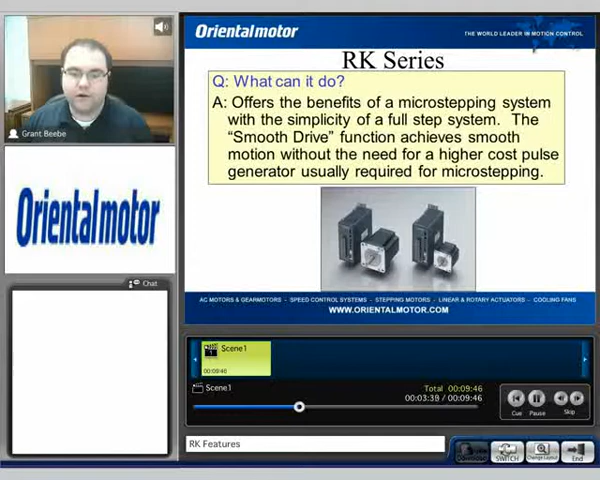 Orientalmotor
THE WORLD LEADER IN MOTION CONTROL
RK Series
Q: What can it do?
A: Offers the benefits of a microstepping system
with the simplicity of a full step system. The
“Smooth Drive” function achieves smooth
motion without the need for a higher cost pulse
generator usually required for microstepping.
AC MOTORS & GEARMOTORS - SPEED CONTROL SYSTEMS - STEPPING MOTORS - LINEAR & ROTARY ACTUATORS - COOLING FANS
WWW.ORIENTALMOTOR.COM
Grant Beebe
Orientalmotor
Chat
Scene1
00:09:46
Scene1
Total 00:09:46
00:03:39 / 00:09:46
Cue
Pause
Skip
RK Features
SWITCH
Change Layout
End